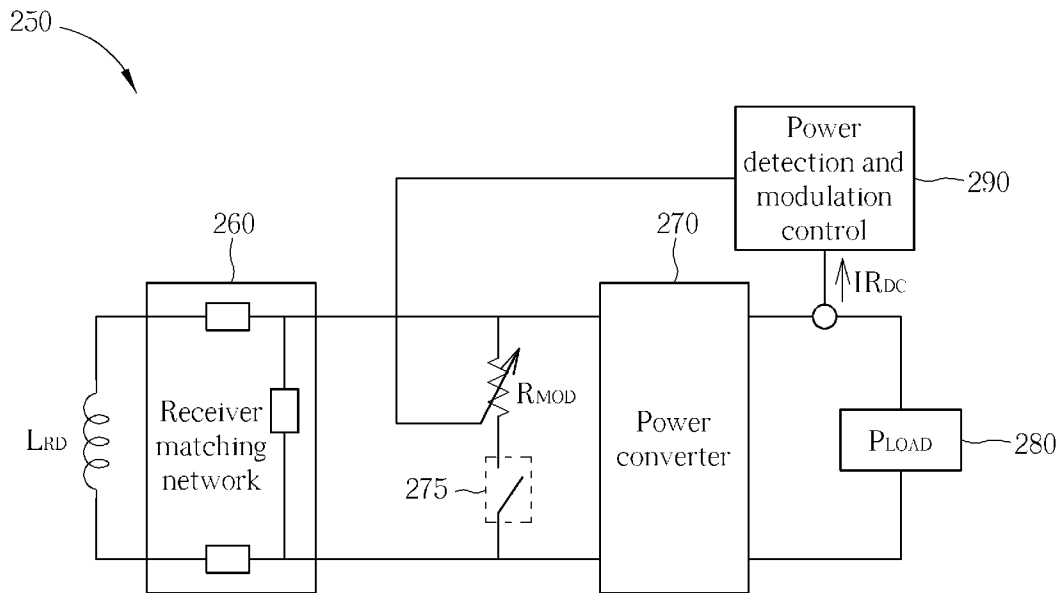 250
Power
detection and
modulation
control
290
260
270
IRDC
Receiver
matching
network
LRD
RMOD
Power
converter
PLOAD
280
275